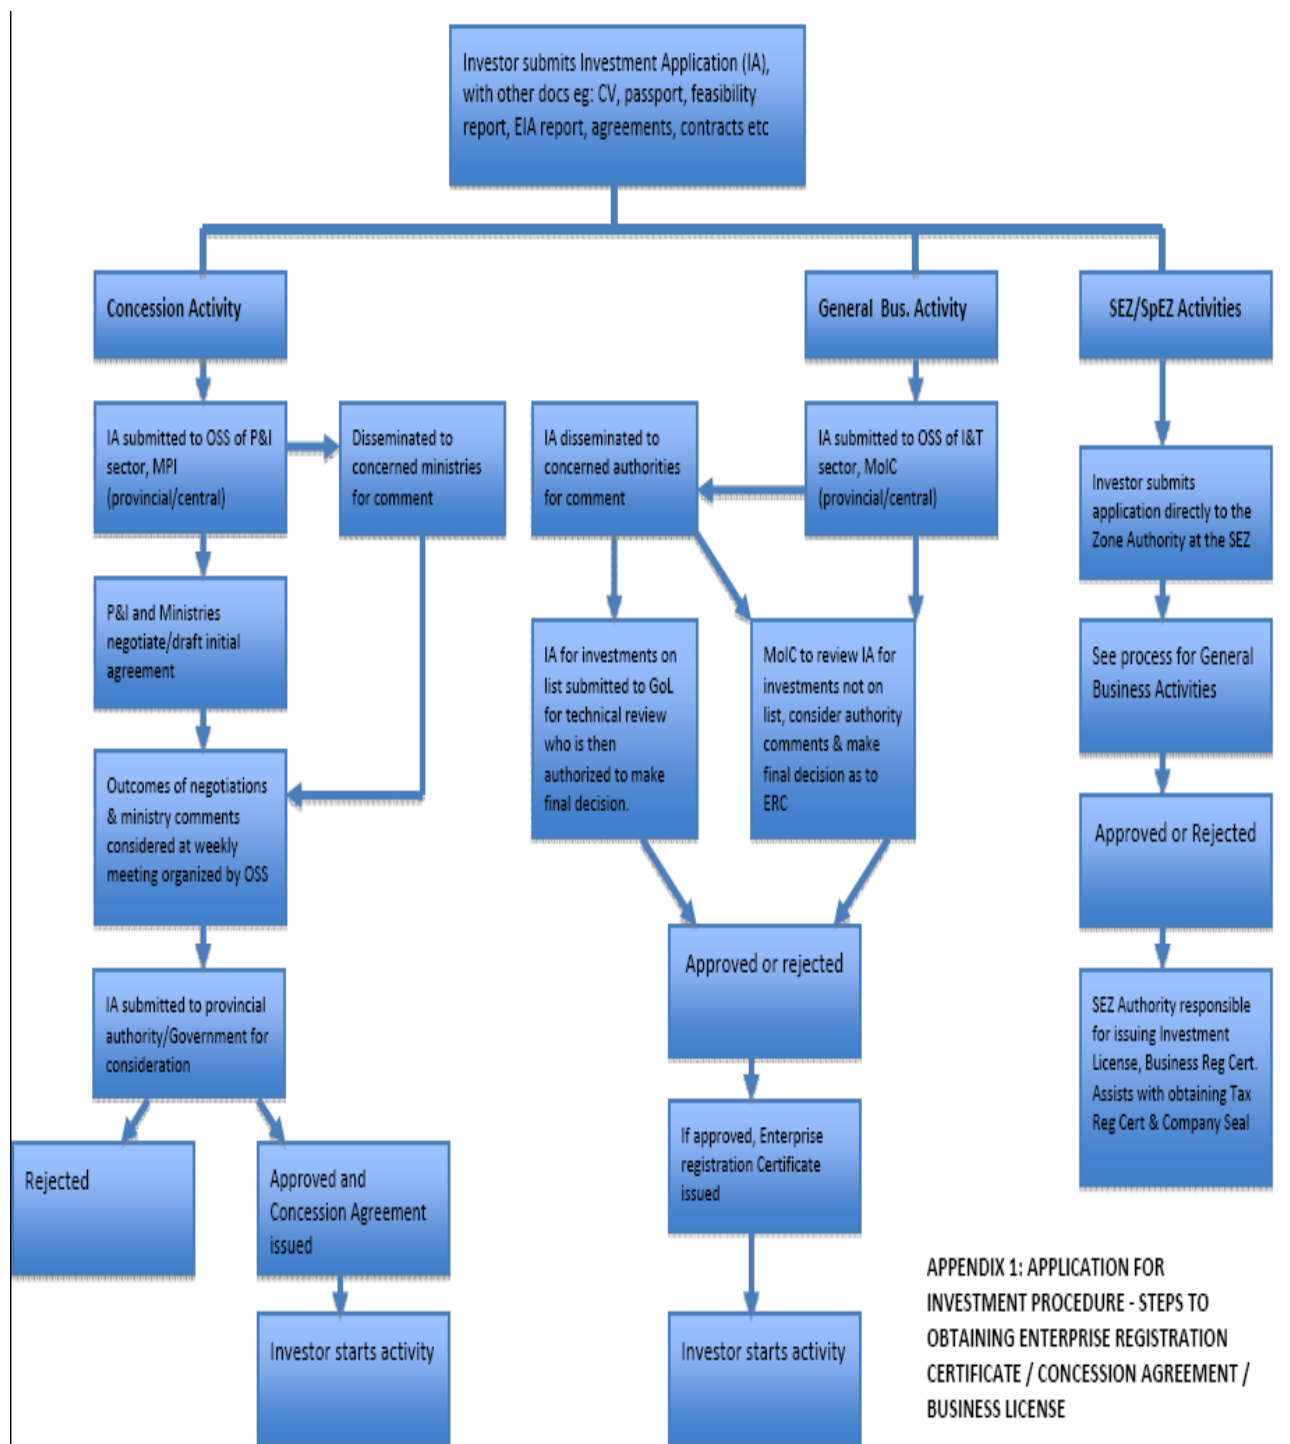 Investor submits Investment Application (IA),
with other docs eg: CV, passport, feasibility
report, EIA report, agreements, contracts etc
Concession Activity
General  Bus. Activity
SEZ/SpEZ Activities
IA submitted to OSS of P&I
sector, MPI
(provincial/central)
Disseminated to
concerned ministries
for comment
IA disseminated to
concerned authorities
for comment
IA submitted to OSS of I&T
sector, MoIC
(provincial/central)
Investor submits
application directly to the
Zone Authority at the SEZ
P&I and Ministries
negotiate/draft initial
agreement
IA for investments on
list submitted to GoL
for technical review
who is then
authorized to make
final decision.
MoIC to review IA for
investments not on
list, consider authority
comments & make
final decision as to
ERC
See process for General
Business Activities
Outcomes of negotiations
& ministry comments
considered at weekly
meeting organized by OSS
Approved or Rejected
Approved or rejected
IA submitted to provincial
authority/Government for
consideration
SEZ Authority responsible
for issuing Investment
License, Business Reg Cert.
Assists with obtaining Tax
Reg Cert & Company Seal
Rejected
Approved and
Concession Agreement
issued
If approved, Enterprise
registration Certificate
issued
Investor starts activity
Investor starts activity
APPENDIX 1: APPLICATION FOR
INVESTMENT PROCEDURE - STEPS TO
OBTAINING ENTERPRISE REGISTRATION
CERTIFICATE / CONCESSION AGREEMENT /
BUSINESS LICENSE